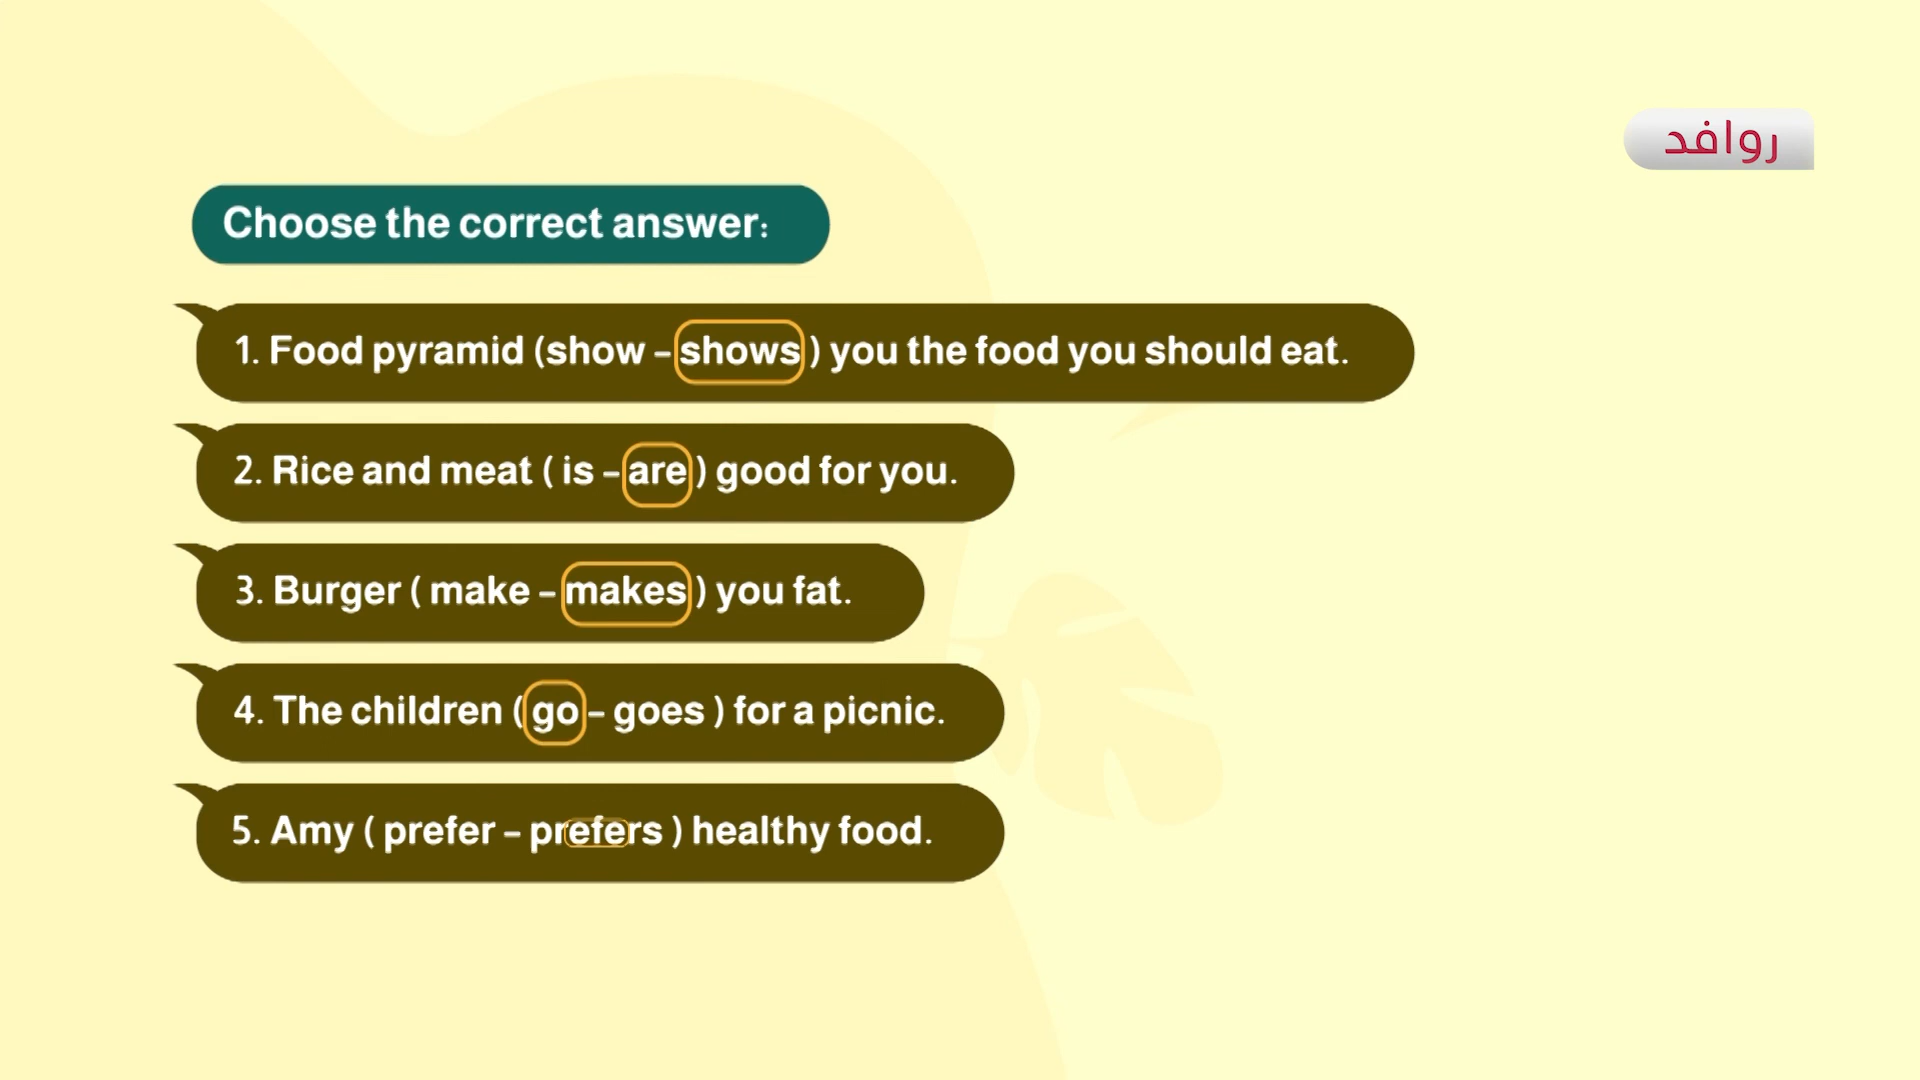 روافد
Choose the correct answer:
1. Food pyramid (show - shows ) you the food you should eat.
2. Rice and meat ( is - are ) good for you.
3. Burger ( make - makes ) you fat.
4. The children ( go - goes ) for a picnic.
5. Amy ( prefer - prefers ) healthy food.